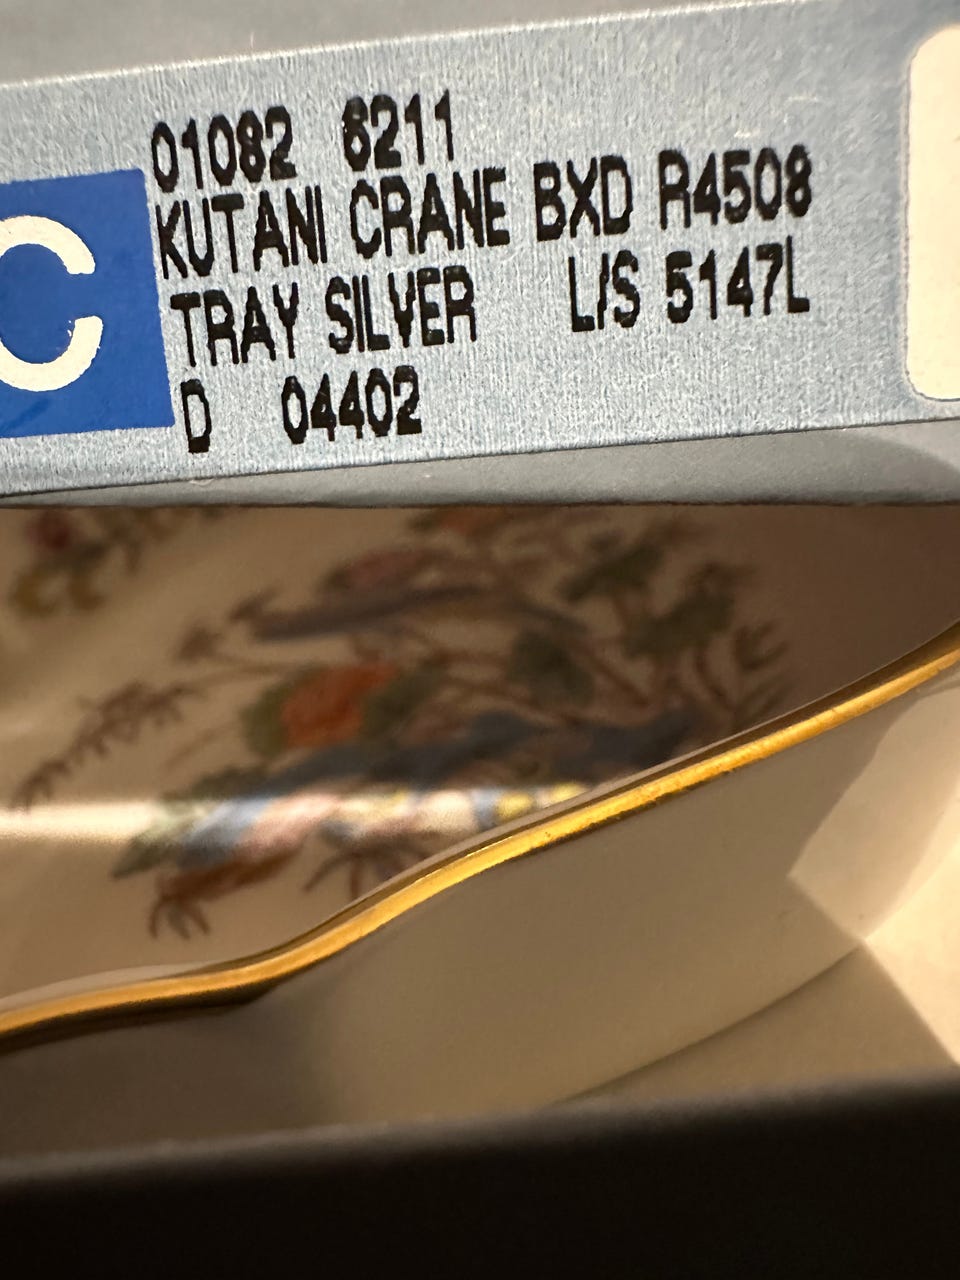 01082 6211
C
KUTANI CRANE BXD R4508
TRAY SILVER L/S 5147L
D 04402